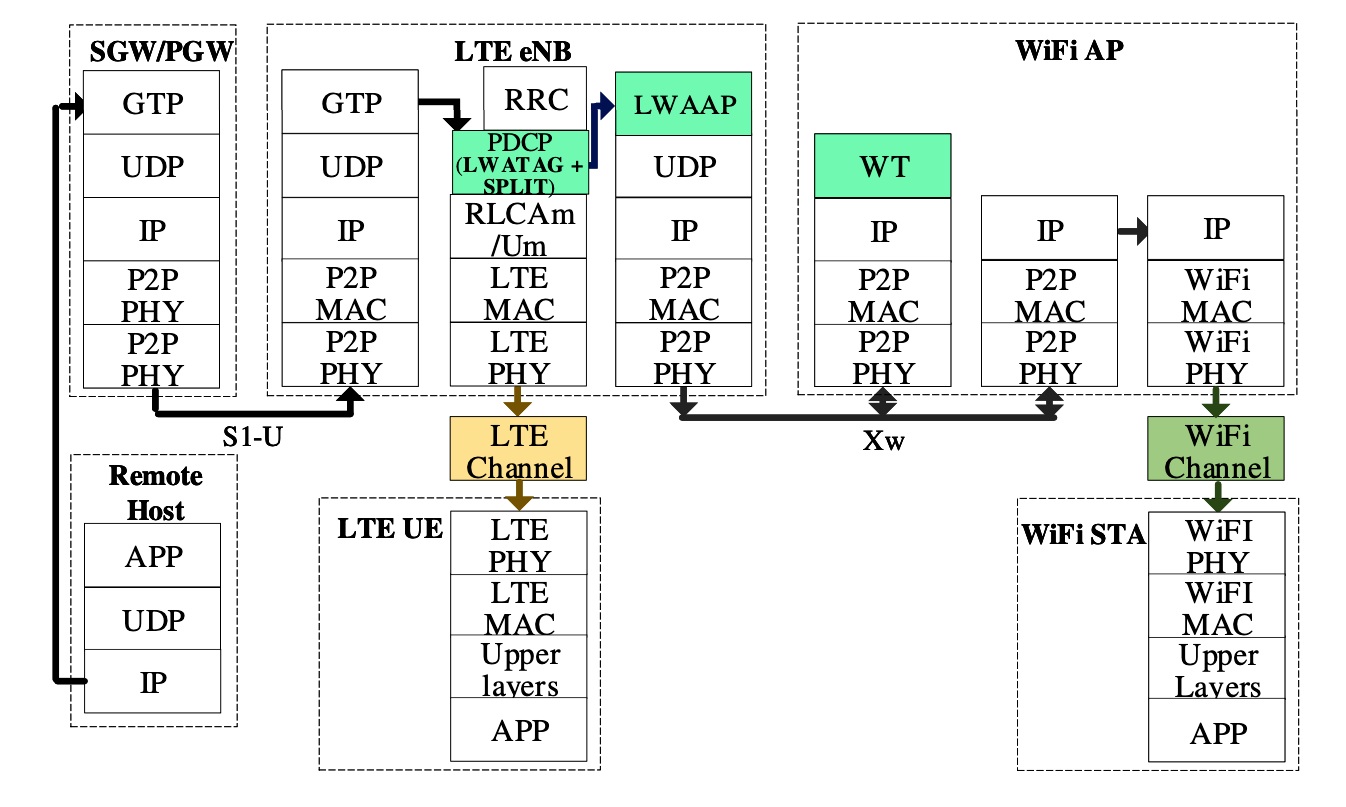 SGW/PGW
GTP
UDP
IP
P2P
PHY
P2P
PHY
LTE eNB
GTP
UDP
IP
P2P
MAC
P2P
PHY
RRC
PDCP
(LWATAG +
SPLIT)
RLCAm
/Um
LTE
MAC
LTE
PHY
LWAAP
UDP
IP
P2P
MAC
P2P
PHY
WiFi AP
WT
IP
P2P
MAC
P2P
PHY
IP
P2P
MAC
P2P
PHY
IP
WiFi
MAC
WiFi
PHY
S1-U
Xw
LTE
Channel
WiFi
Channel
Remote
Host
APP
UDP
IP
LTE UE
LTE
PHY
LTE
MAC
Upper
layers
APP
WiFi STA
WiFI
PHY
WiFI
MAC
Upper
Layers
APP